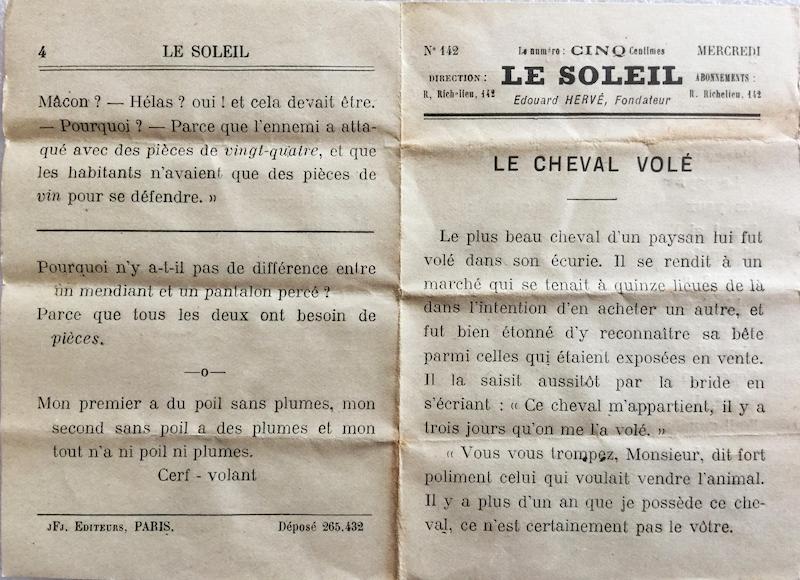 4 LE SOLEIL
Mâcon ? — Hélas ? oui ! et cela devait être.
— Pourquoi ? — Parce que l'ennemi a atta-
qué avec des pièces de vingt-quatre, et que
les habitants n'avaient que des pièces de
vin pour se défendre. »
Pourquoi n'y a-t-il pas de différence entre
un mendiant et un pantalon percé ?
Parce que tous les deux ont besoin de
pièces.
—o—
Mon premier a du poil sans plumes, mon
second sans poil a des plumes et mon
tout n'a ni poil ni plumes.
Cerf - volant
JFJ. EDITEURS, PARIS. Déposé 265.432
N° 142 Le numéro : CINQ Centimes MERCREDI
DIRECTION : LE SOLEIL ABONNEMENTS :
R. Richelieu, 142 Edouard HERVÉ, Fondateur R. Richelieu, 142
LE CHEVAL VOLÉ
Le plus beau cheval d'un paysan lui fut
volé dans son écurie. Il se rendit à un
marché qui se tenait à quinze lieues de là
dans l'intention d'en acheter un autre, et
fut bien étonné d'y reconnaître sa bête
parmi celles qui étaient exposées en vente.
Il la saisit aussitôt par la bride en
s'écriant : « Ce cheval m'appartient, il y a
trois jours qu'on me l'a volé. »
« Vous vous trompez, Monsieur, dit fort
poliment celui qui voulait vendre l'animal.
Il y a plus d'un an que je possède ce che-
val, ce n'est certainement pas le vôtre.